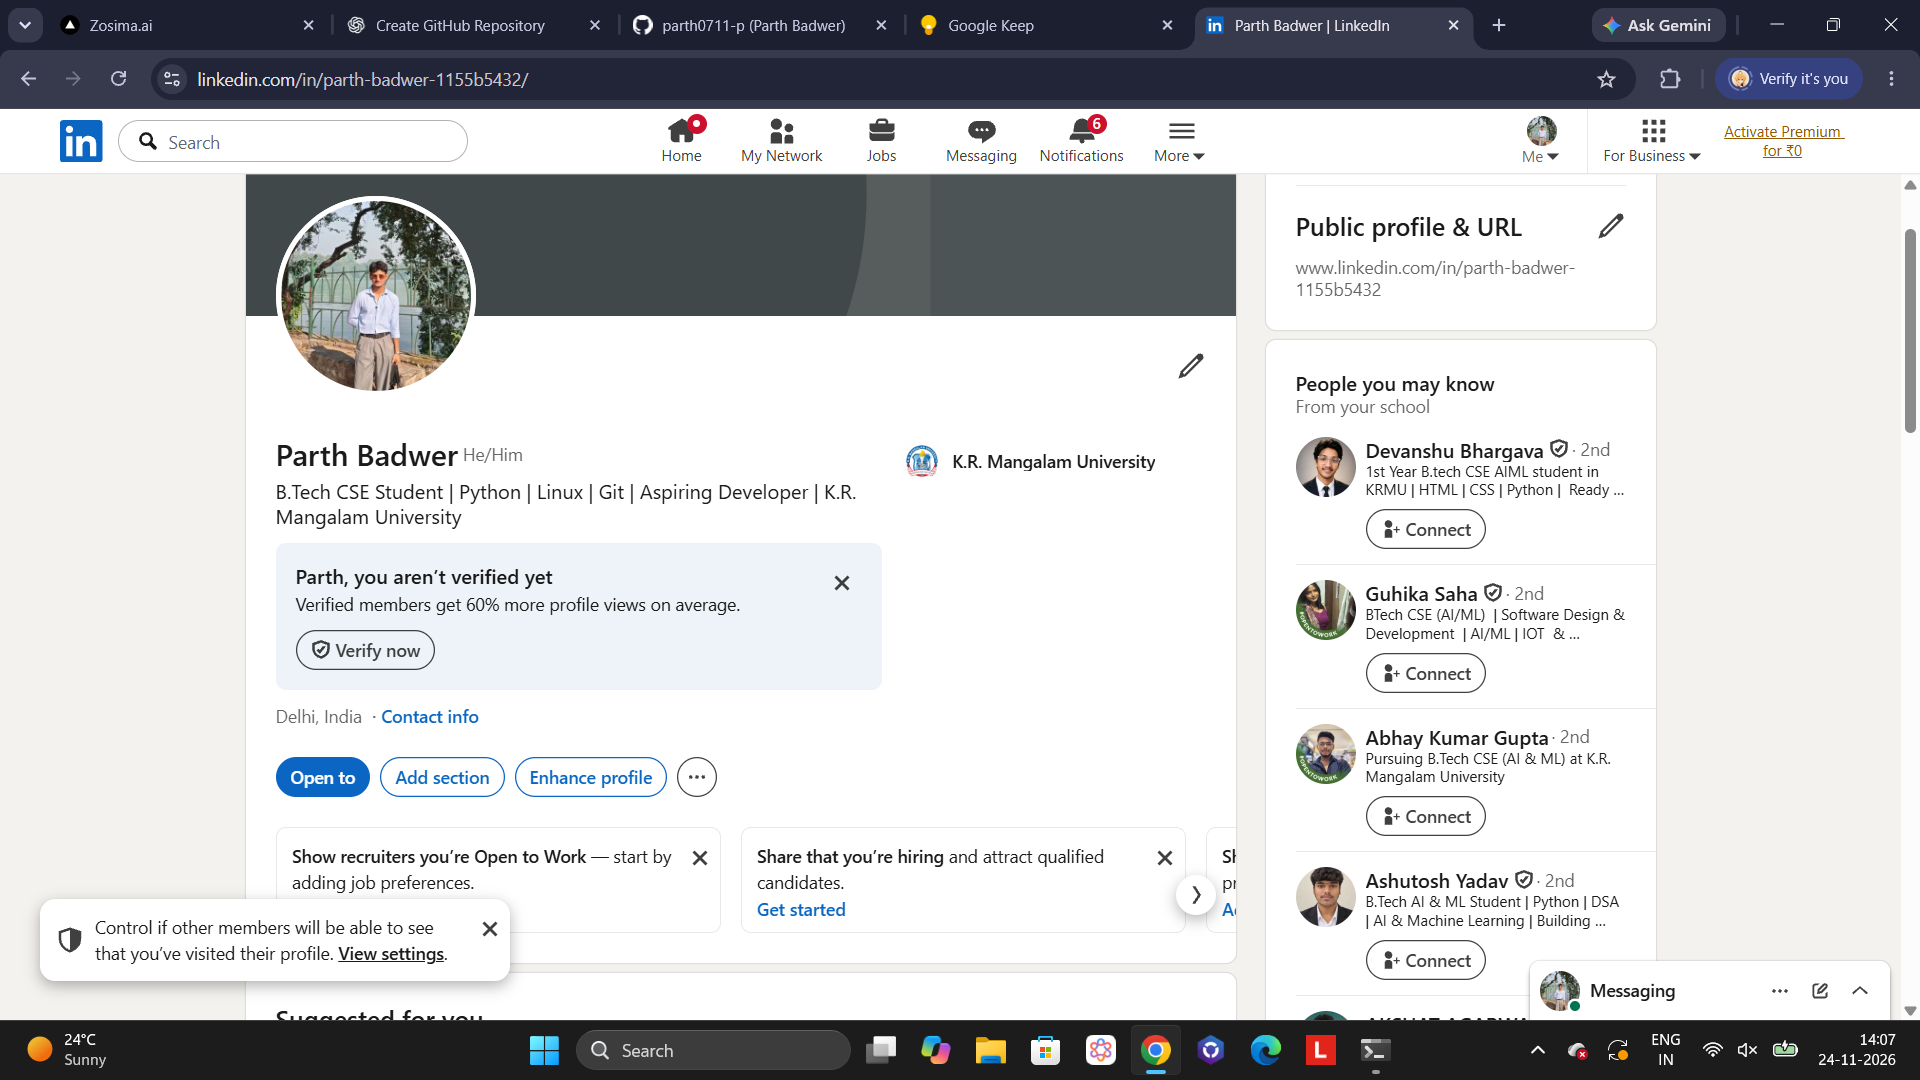 Zosima.ai
Create GitHub Repository
parth0711-p (Parth Badwer)
Google Keep
Parth Badwer | LinkedIn
Ask Gemini
linkedin.com/in/parth-badwer-1155b5432/
Verify it's you
in
Search
Home
My Network
Jobs
Messaging
6
Notifications
More
Me
For Business
Activate Premium
for ₹0
Public profile & URL
www.linkedin.com/in/parth-badwer-
1155b5432
Parth Badwer He/Him
K.R. Mangalam University
B.Tech CSE Student | Python | Linux | Git | Aspiring Developer | K.R.
Mangalam University
Parth, you aren’t verified yet
Verified members get 60% more profile views on average.
Verify now
Delhi, India · Contact info
Open to
Add section
Enhance profile
Show recruiters you’re Open to Work — start by
adding job preferences.
Share that you’re hiring and attract qualified
candidates.
Get started
Control if other members will be able to see
that you’ve visited their profile. View settings.
Suggested for you
People you may know
From your school
Devanshu Bhargava · 2nd
1st Year B.tech CSE AIML student in
KRMU | HTML | CSS | Python | Ready ...
Connect
Guhika Saha · 2nd
BTech CSE (AI/ML) | Software Design &
Development | AI/ML | IOT & ...
#OPENTOWORK
Connect
Abhay Kumar Gupta · 2nd
Pursuing B.Tech CSE (AI & ML) at K.R.
Mangalam University
#OPENTOWORK
Connect
Ashutosh Yadav · 2nd
B.Tech AI & ML Student | Python | DSA
| AI & Machine Learning | Building ...
Connect
Messaging
24°C
Sunny
Search
L
ENG
IN
14:07
24-11-2026